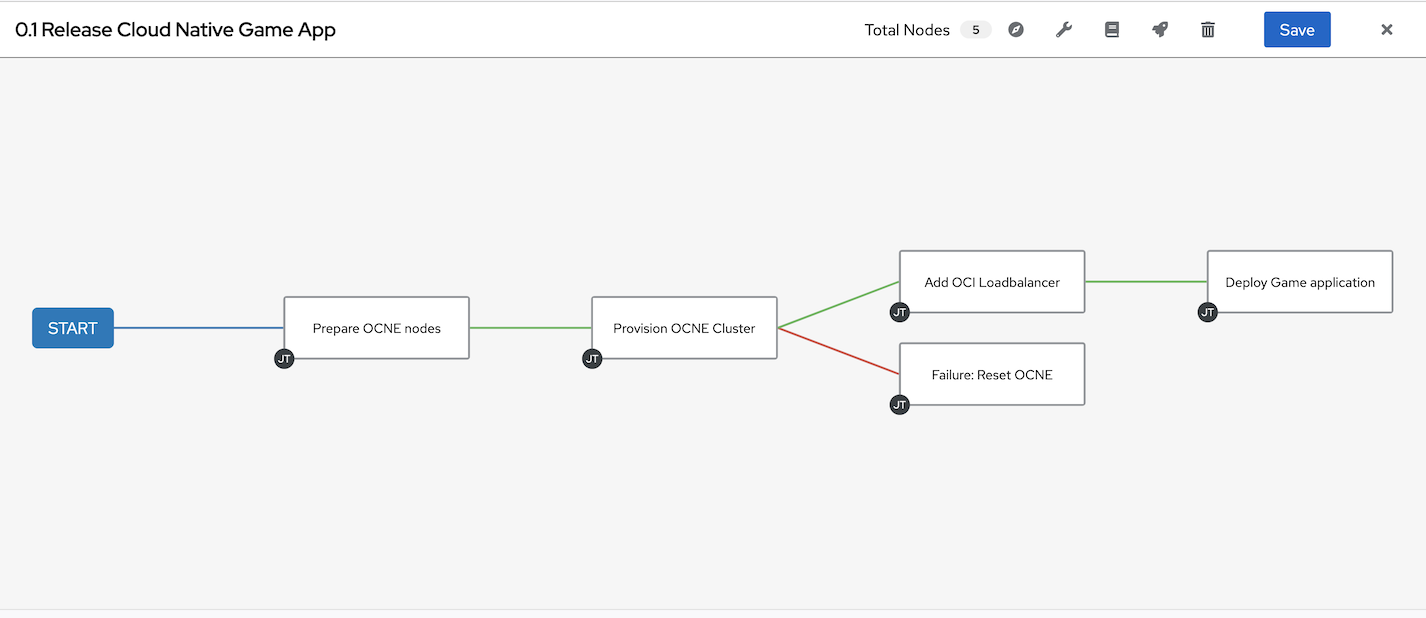 0.1 Release Cloud Native Game App
Total Nodes 5
Save
START
Prepare OCNE nodes
JT
Provision OCNE Cluster
JT
Add OCI Loadbalancer
JT
Deploy Game application
JT
Failure: Reset OCNE
JT